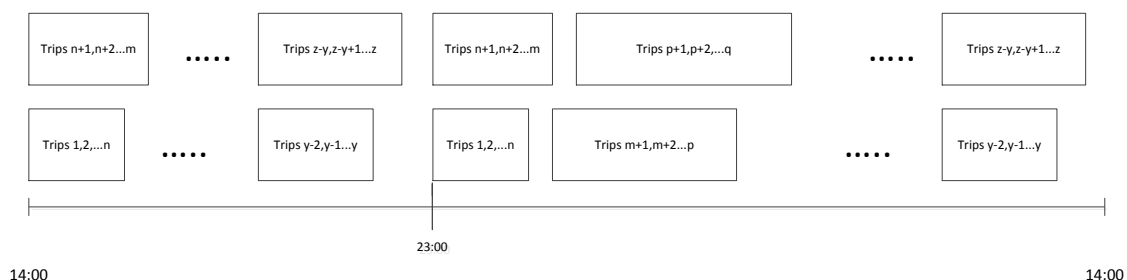 Trips n+1,n+2...m
Trips z-y,z-y+1...z
Trips n+1,n+2...m
Trips p+1,p+2,...q
Trips z-y,z-y+1...z
Trips 1,2,...n
Trips y-2,y-1...y
Trips 1,2,...n
Trips m+1,m+2...p
Trips y-2,y-1...y
23:00
14:00
14:00